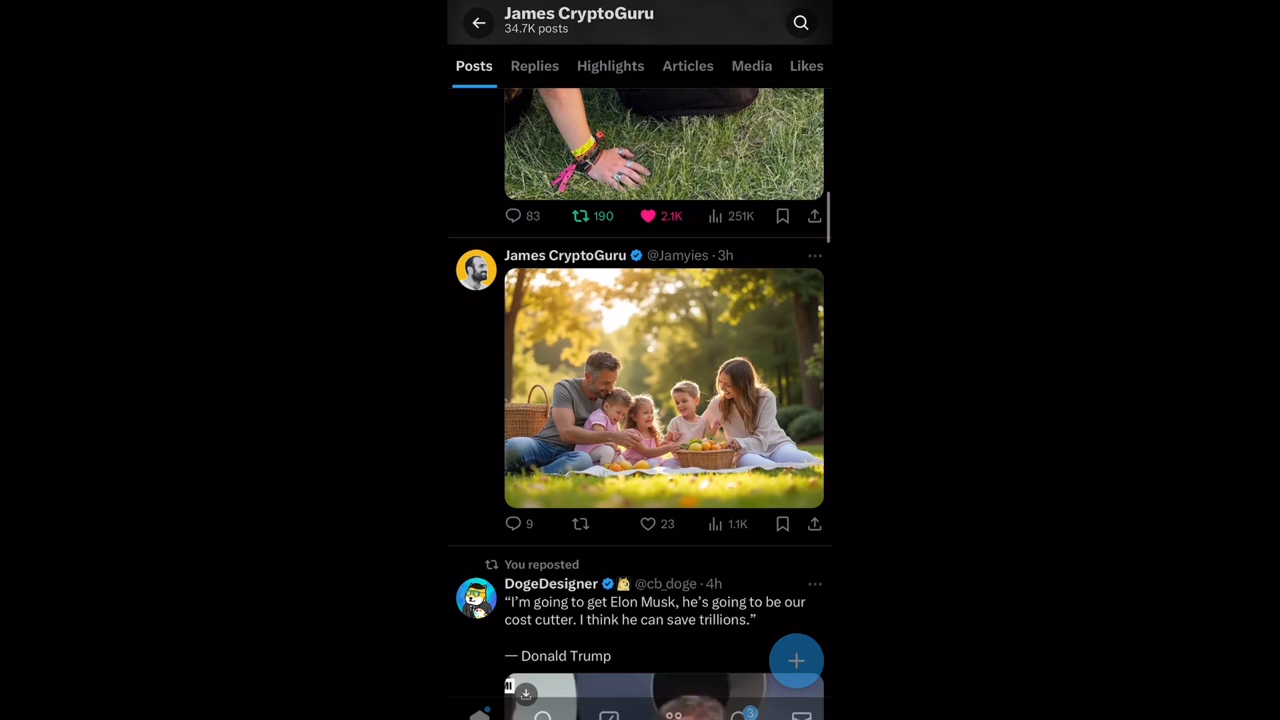 James CryptoGuru
34.7K posts
Posts Replies Highlights Articles Media Likes
83 190 2.1K 251K
James CryptoGuru @Jamyies · 3h
9 23 1.1K
You reposted
DogeDesigner @cb_doge · 4h
“I’m going to get Elon Musk, he’s going to be our
cost cutter. I think he can save trillions.”
— Donald Trump
3